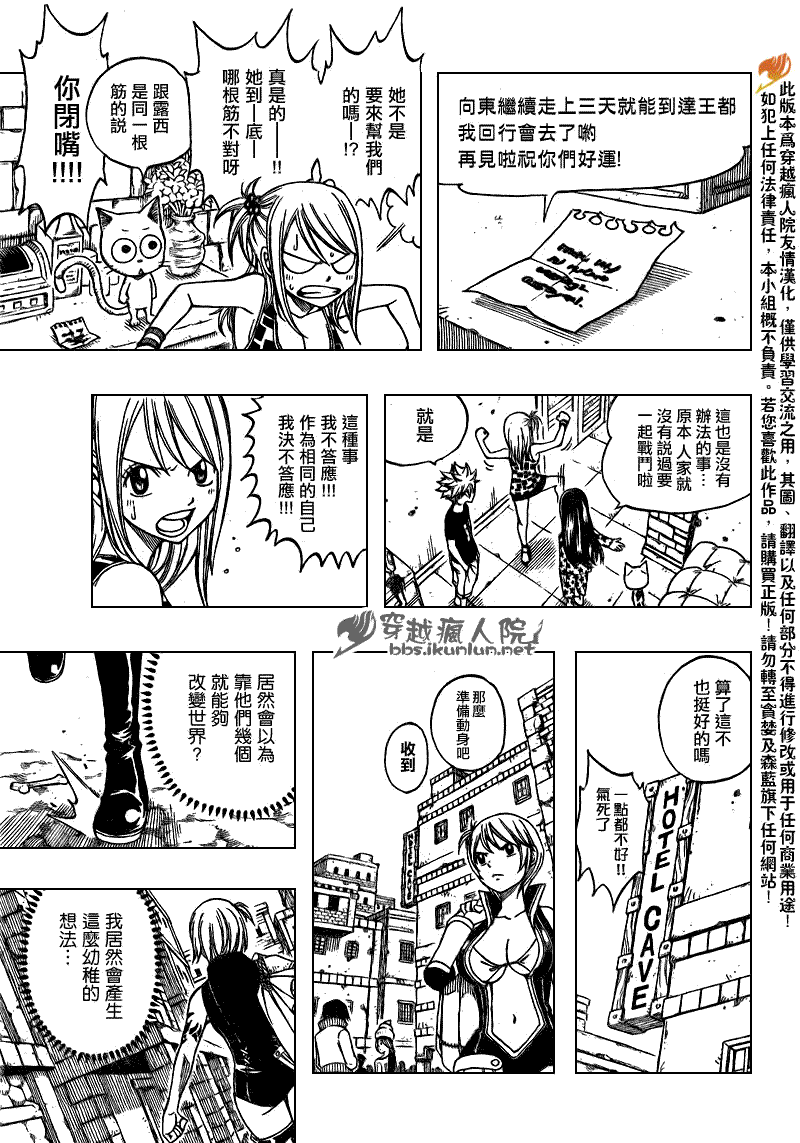 向東繼續走上三天就能到達王都
我回行會去了喲
再見啦祝你們好運!
她不是
要來幫我們
的嗎—!?
真是的——!!
她到—底—
哪根筋不對呀
跟露西
是同一根
筋的說
你閉嘴!!!!
這也是沒有
辦法的事…
原本人家就
沒有說過要
一起戰鬥啦
就是
這種事
我不答應!!!
作為相同的自己
我決不答應!!!
算了這不
也挺好的嗎
一點都不好!!
氣死了
HOTEL CAVE
那麼
準備動身吧
收到
居然會以為
靠他們幾個
就能夠
改變世界?
我居然會產生
這麼幼稚的
想法…
穿越瘋人院
bbs.ikunlun.net
此版本爲穿越瘋人院友情漢化，僅供學習交流之用，其圖、翻譯以及任何部分不得進行修改或用于任何商業用途！
如犯上任何法律責任，本小組概不負責。若您喜歡此作品，請購買正版！請勿轉至貪婪及森藍旗下任何網站！